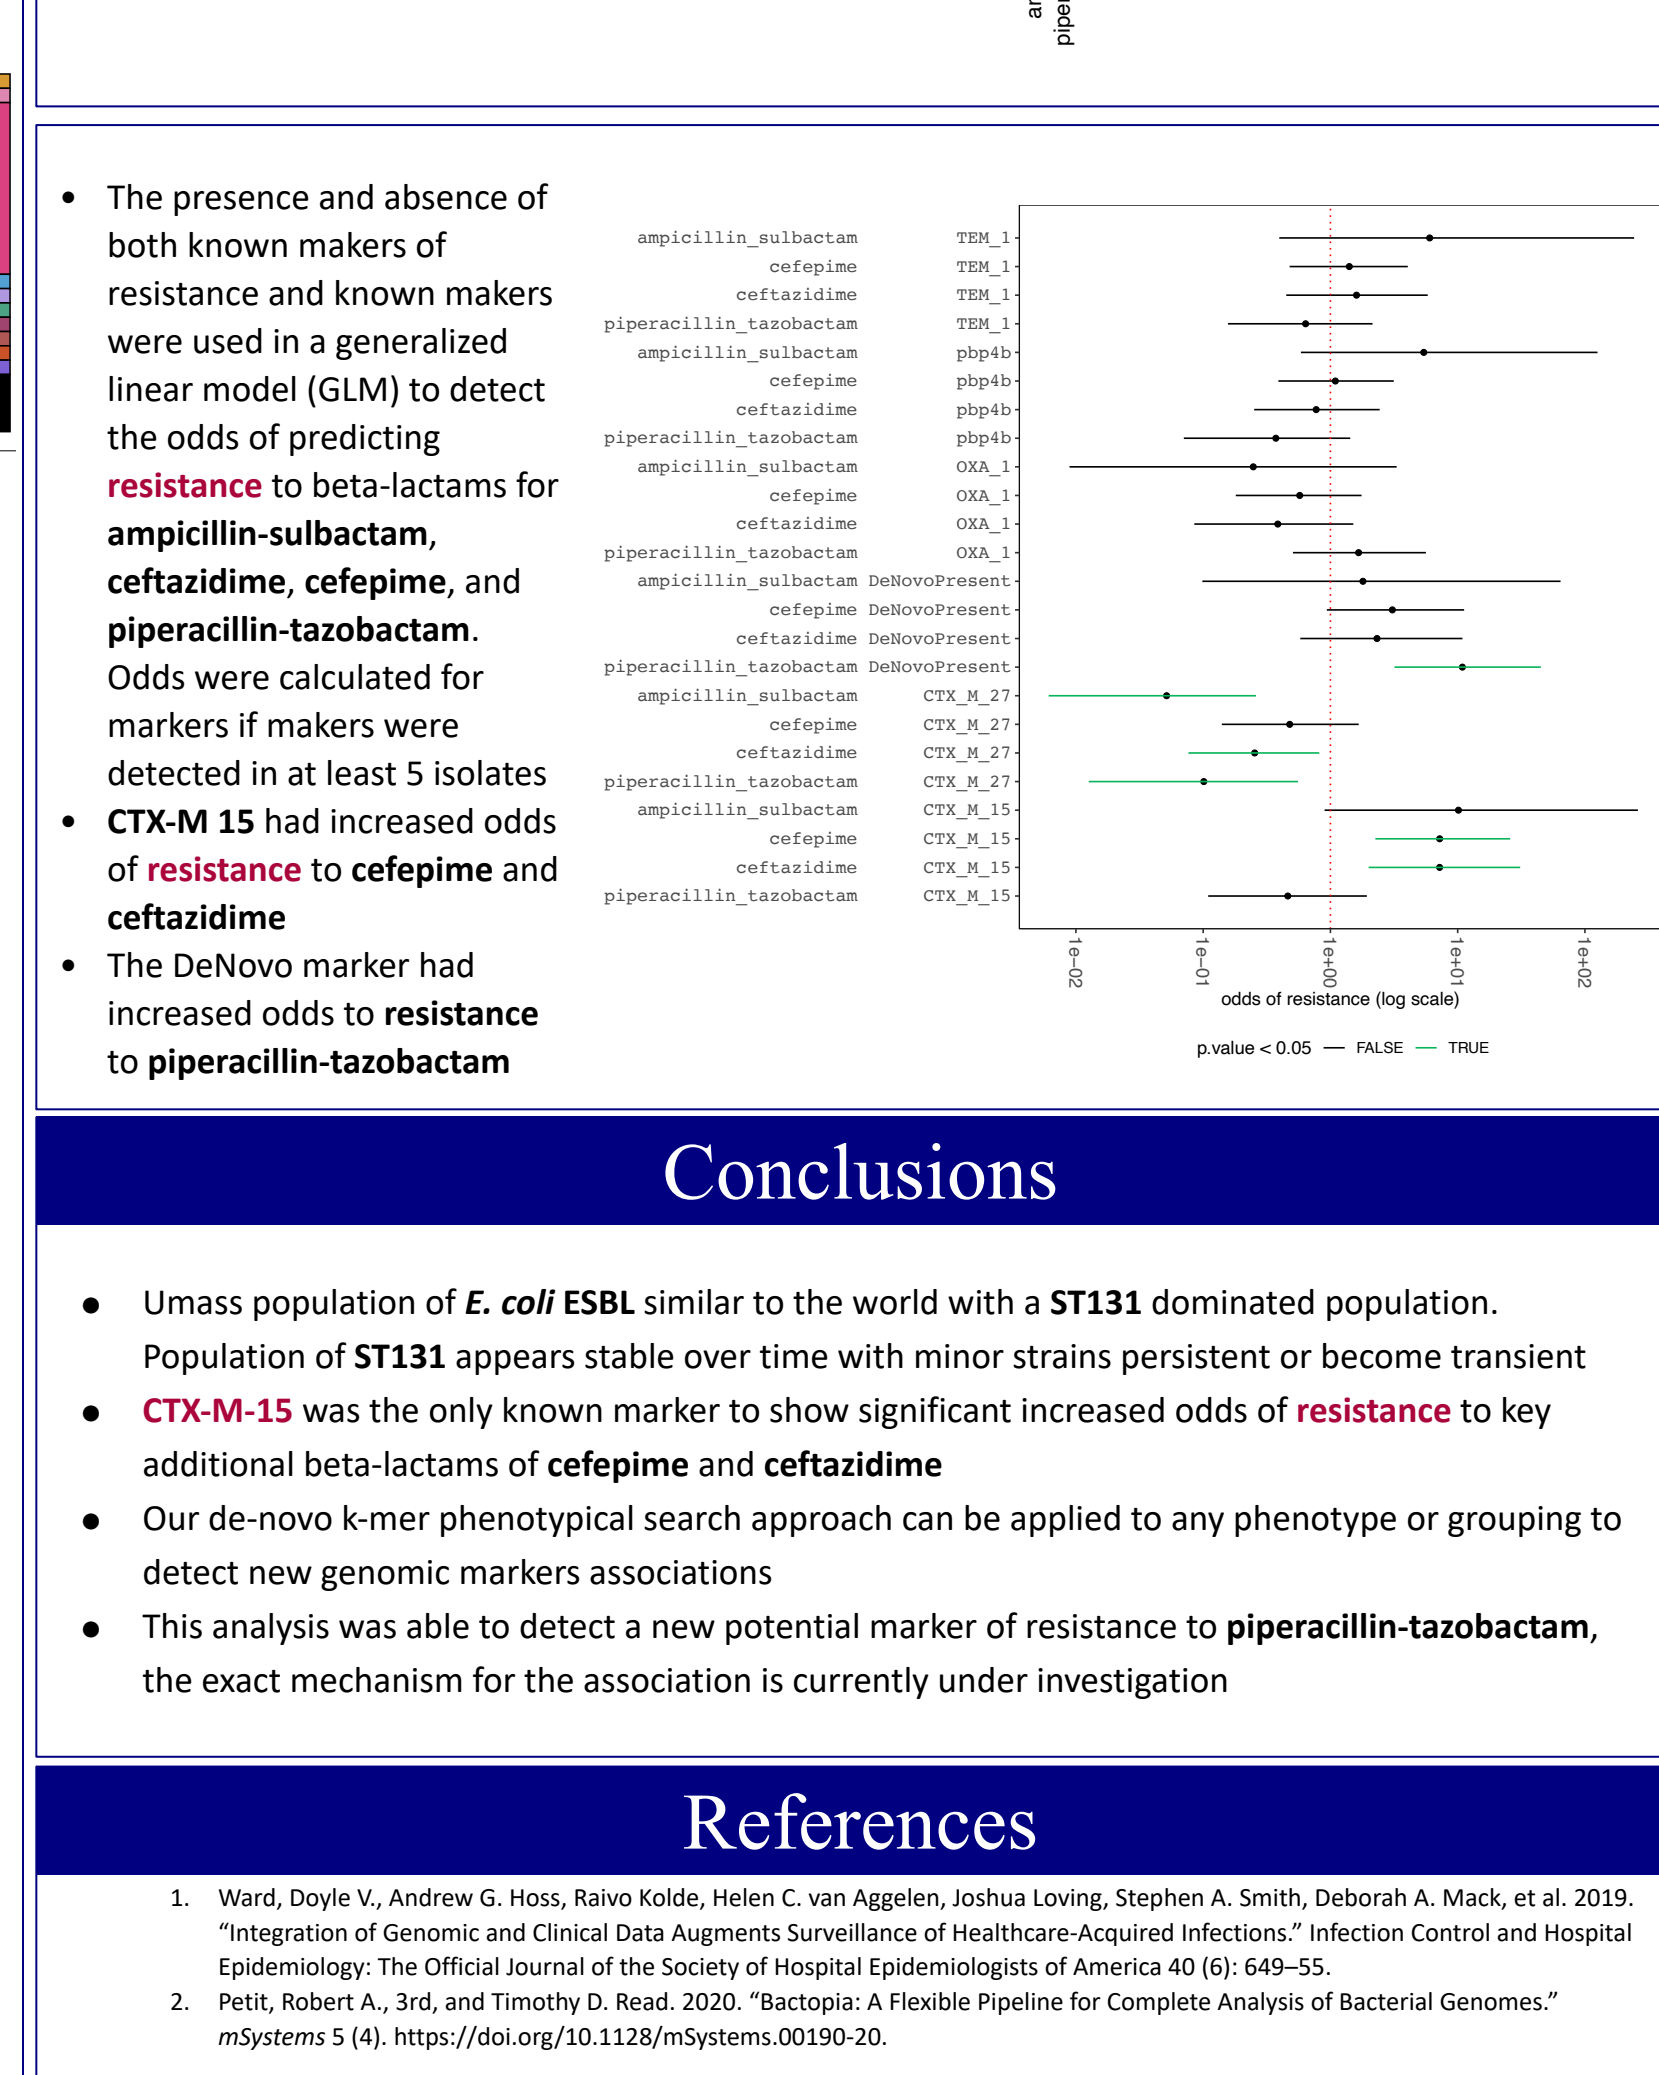 • The presence and absence of
both known makers of
resistance and known makers
were used in a generalized
linear model (GLM) to detect
the odds of predicting
resistance to beta-lactams for
ampicillin-sulbactam,
ceftazidime, cefepime, and
piperacillin-tazobactam.
Odds were calculated for
markers if makers were
detected in at least 5 isolates
• CTX-M 15 had increased odds
of resistance to cefepime and
ceftazidime
• The DeNovo marker had
increased odds to resistance
to piperacillin-tazobactam
ampicillin_sulbactam TEM_1
cefepime TEM_1
ceftazidime TEM_1
piperacillin_tazobactam TEM_1
ampicillin_sulbactam pbp4b
cefepime pbp4b
ceftazidime pbp4b
piperacillin_tazobactam pbp4b
ampicillin_sulbactam OXA_1
cefepime OXA_1
ceftazidime OXA_1
piperacillin_tazobactam OXA_1
ampicillin_sulbactam DeNovoPresent
cefepime DeNovoPresent
ceftazidime DeNovoPresent
piperacillin_tazobactam DeNovoPresent
ampicillin_sulbactam CTX_M_27
cefepime CTX_M_27
ceftazidime CTX_M_27
piperacillin_tazobactam CTX_M_27
ampicillin_sulbactam CTX_M_15
cefepime CTX_M_15
ceftazidime CTX_M_15
piperacillin_tazobactam CTX_M_15
1e−02 1e−01 1e+00 1e+01 1e+02
odds of resistance (log scale)
p.value < 0.05 FALSE TRUE
Conclusions
● Umass population of E. coli ESBL similar to the world with a ST131 dominated population.
Population of ST131 appears stable over time with minor strains persistent or become transient
● CTX-M-15 was the only known marker to show significant increased odds of resistance to key
additional beta-lactams of cefepime and ceftazidime
● Our de-novo k-mer phenotypical search approach can be applied to any phenotype or grouping to
detect new genomic markers associations
● This analysis was able to detect a new potential marker of resistance to piperacillin-tazobactam,
the exact mechanism for the association is currently under investigation
References
1. Ward, Doyle V., Andrew G. Hoss, Raivo Kolde, Helen C. van Aggelen, Joshua Loving, Stephen A. Smith, Deborah A. Mack, et al. 2019.
“Integration of Genomic and Clinical Data Augments Surveillance of Healthcare-Acquired Infections.” Infection Control and Hospital
Epidemiology: The Official Journal of the Society of Hospital Epidemiologists of America 40 (6): 649–55.
2. Petit, Robert A., 3rd, and Timothy D. Read. 2020. “Bactopia: A Flexible Pipeline for Complete Analysis of Bacterial Genomes.”
mSystems 5 (4). https://doi.org/10.1128/mSystems.00190-20.